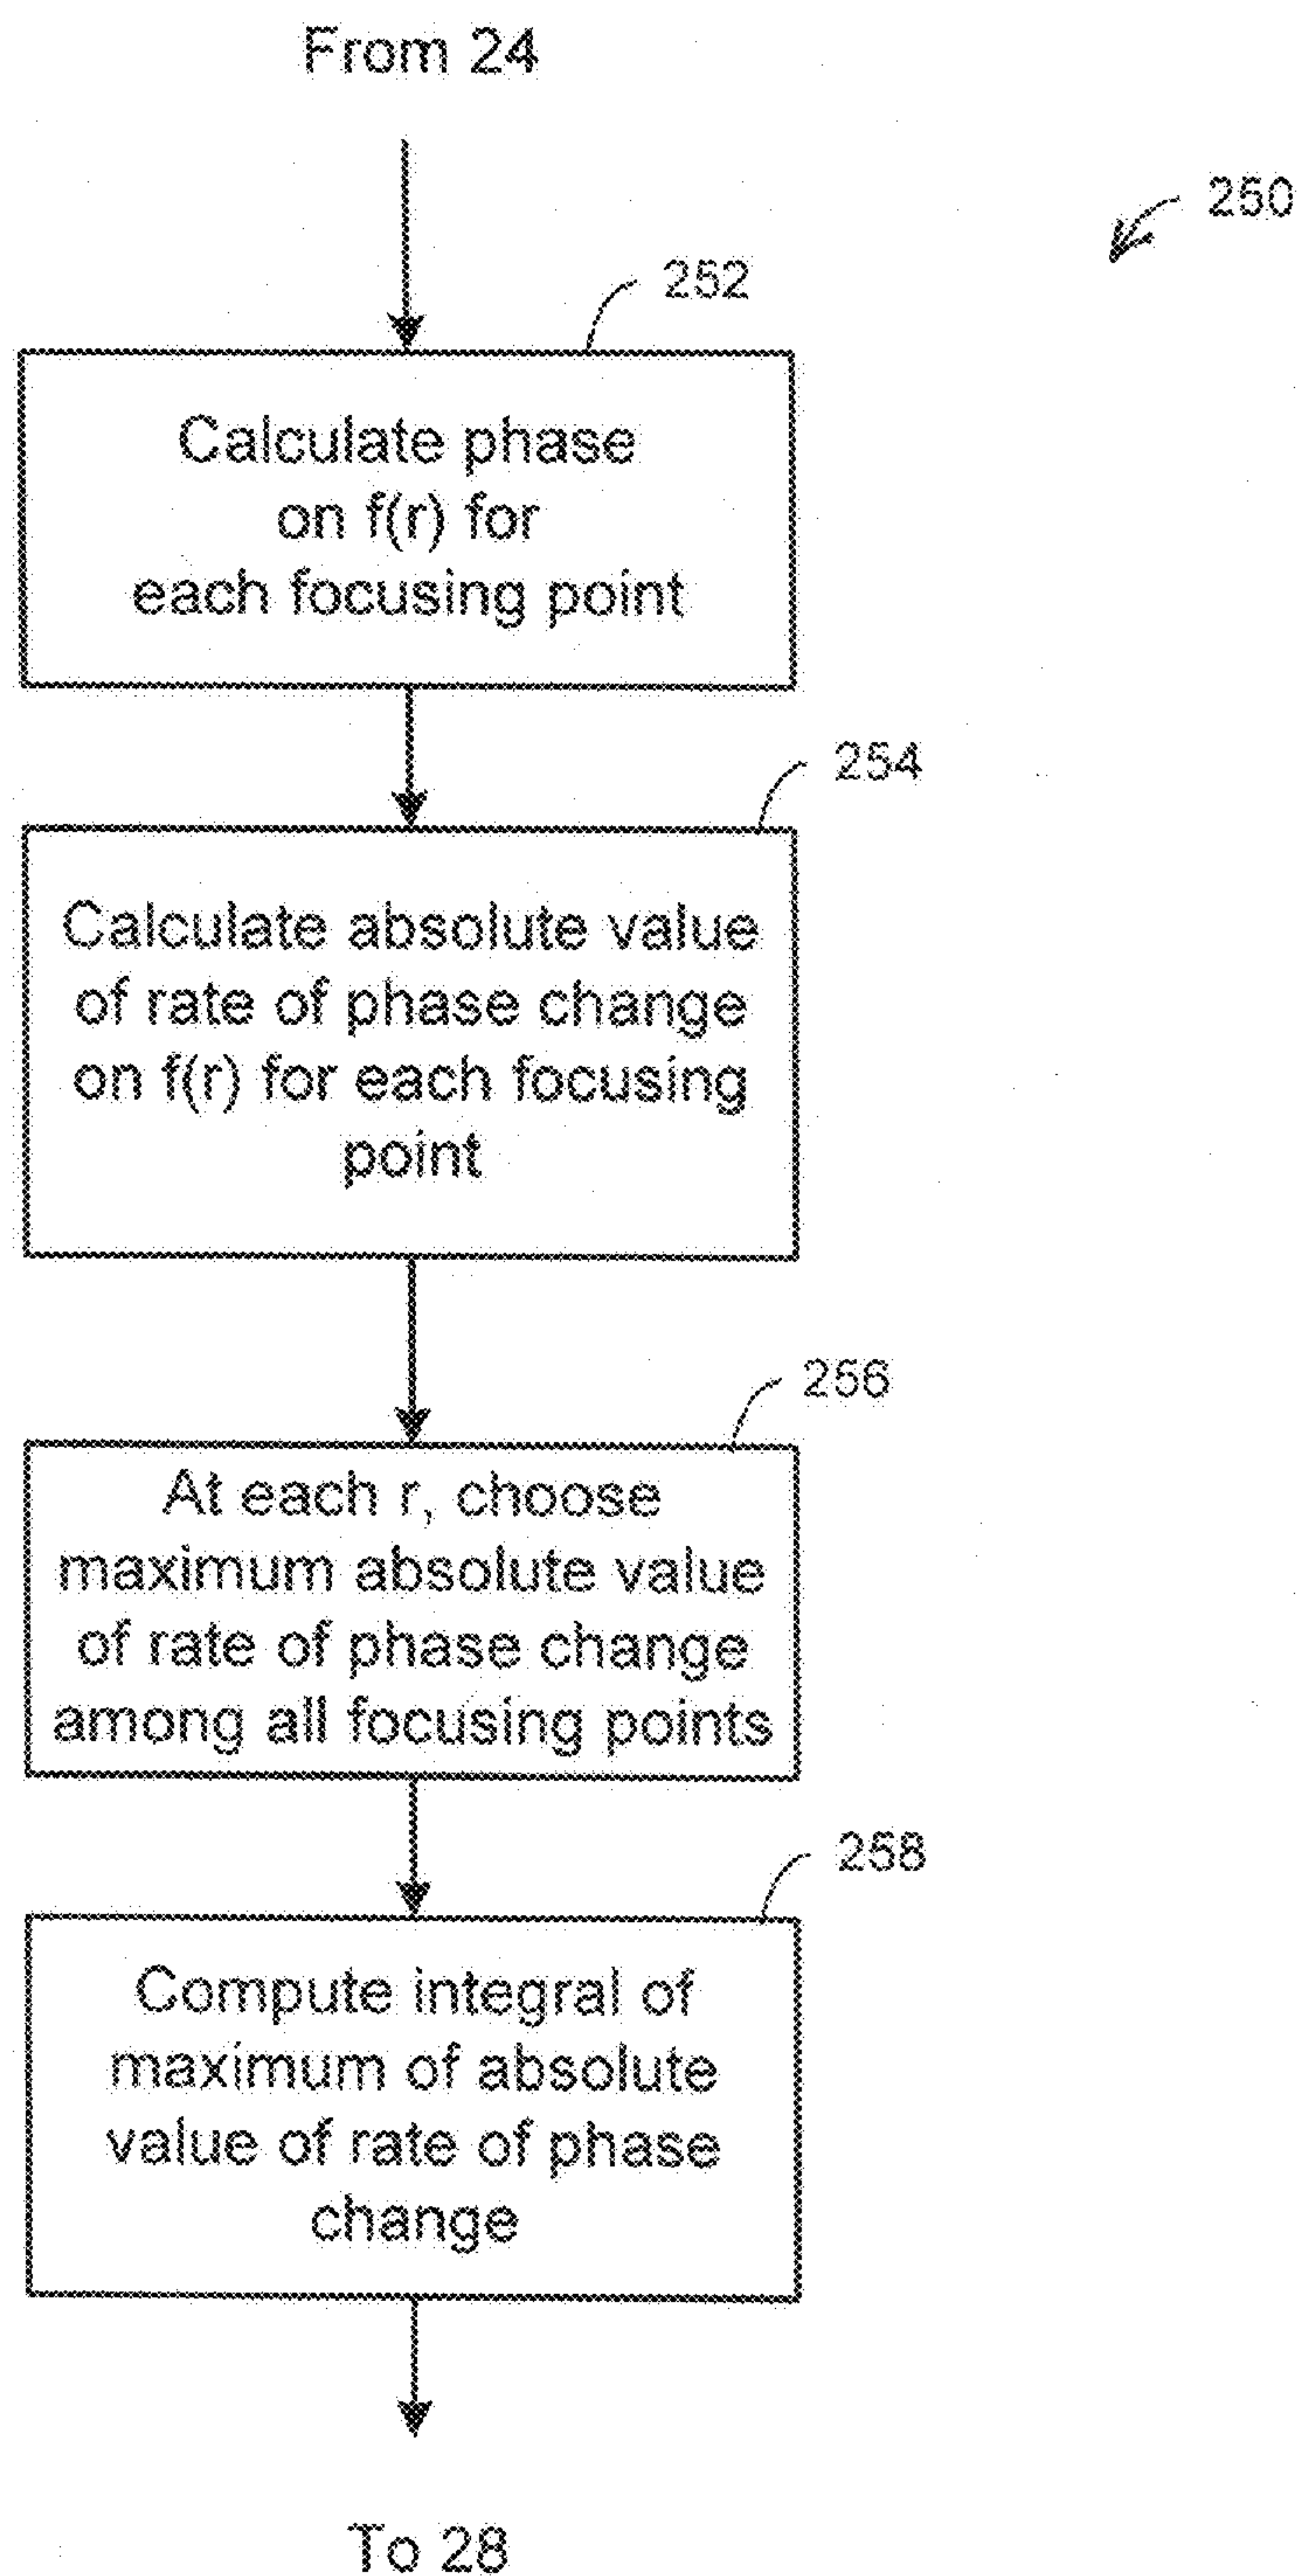 From 24
250
252
Calculate phase
on f(r) for
each focusing point
254
Calculate absolute value
of rate of phase change
on f(r) for each focusing
point
256
At each r, choose
maximum absolute value
of rate of phase change
among all focusing points
258
Compute integral of
maximum of absolute
value of rate of phase
change
To 28